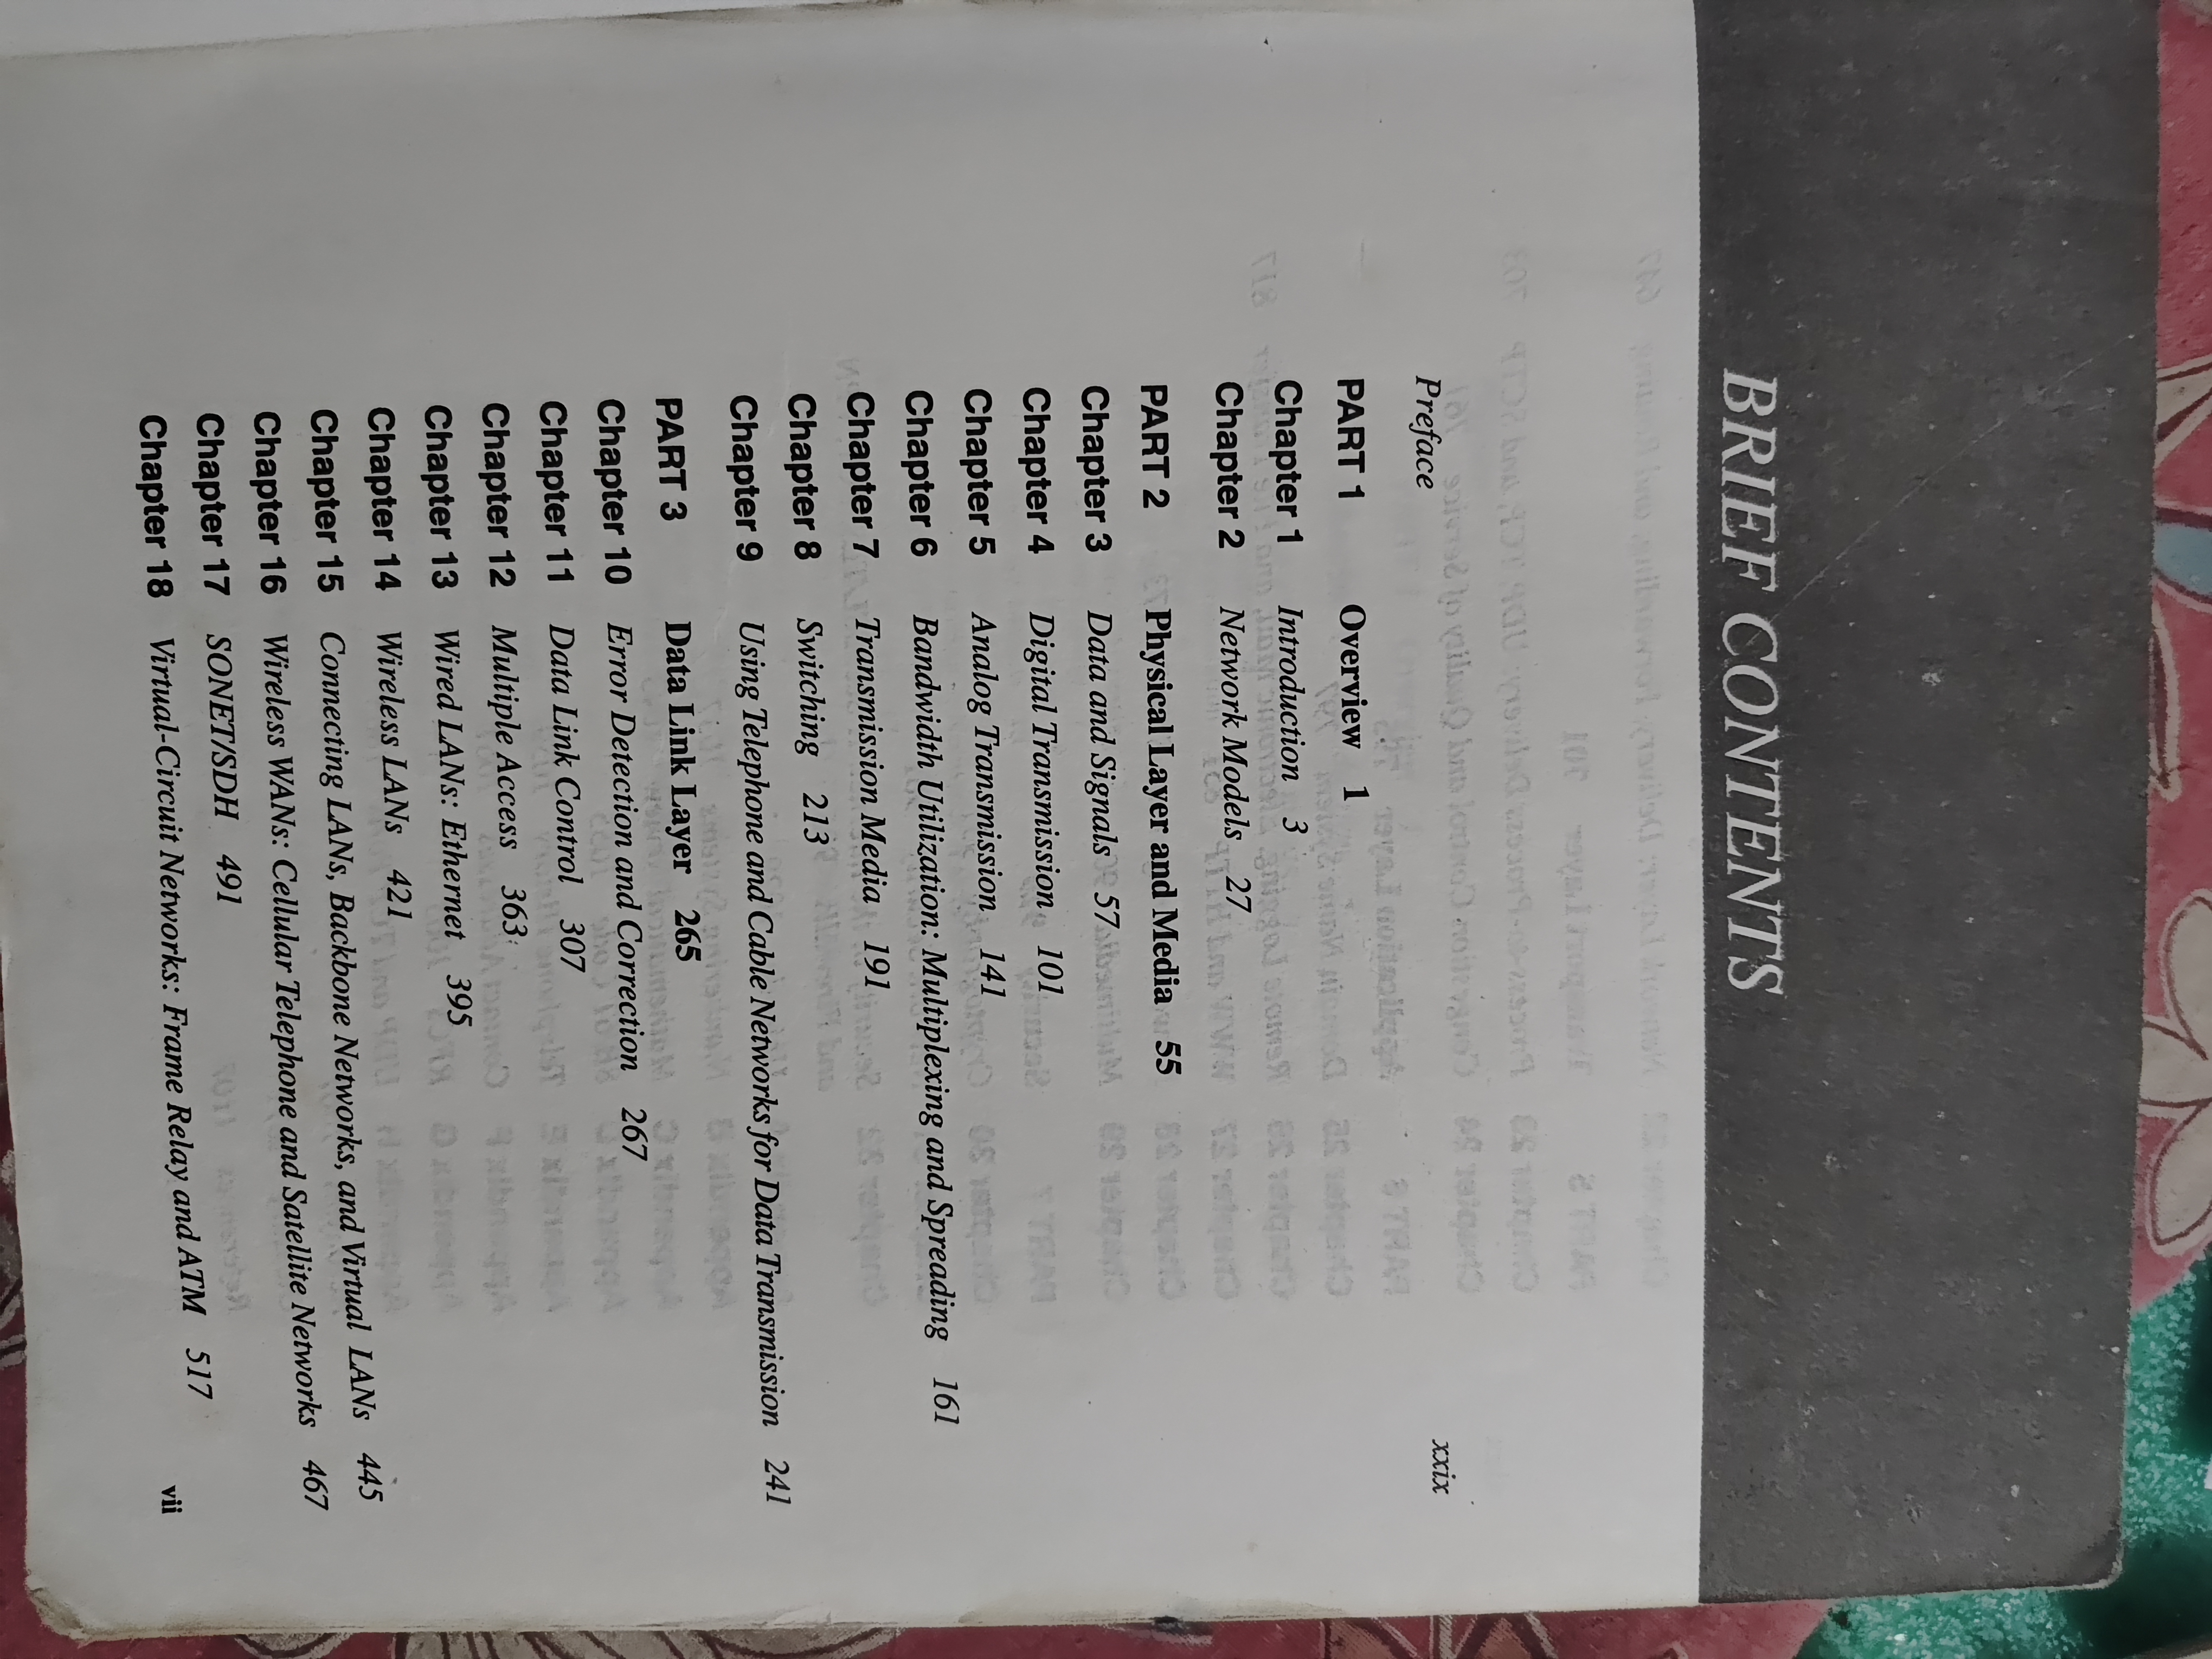 BRIEF CONTENTS
Preface xxix
PART 1 Overview 1
Chapter 1 Introduction 3
Chapter 2 Network Models 27
PART 2 Physical Layer and Media 55
Chapter 3 Data and Signals 57
Chapter 4 Digital Transmission 101
Chapter 5 Analog Transmission 141
Chapter 6 Bandwidth Utilization: Multiplexing and Spreading 161
Chapter 7 Transmission Media 191
Chapter 8 Switching 213
Chapter 9 Using Telephone and Cable Networks for Data Transmission 241
PART 3 Data Link Layer 265
Chapter 10 Error Detection and Correction 267
Chapter 11 Data Link Control 307
Chapter 12 Multiple Access 363
Chapter 13 Wired LANs: Ethernet 395
Chapter 14 Wireless LANs 421
Chapter 15 Connecting LANs, Backbone Networks, and Virtual LANs 445
Chapter 16 Wireless WANs: Cellular Telephone and Satellite Networks 467
Chapter 17 SONET/SDH 491
Chapter 18 Virtual-Circuit Networks: Frame Relay and ATM 517
vii